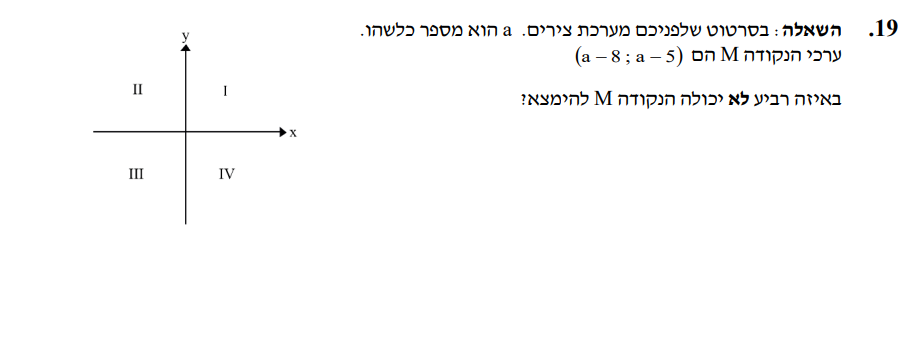 19. השאלה: בסרטוט שלפניכם מערכת צירים. a הוא מספר כלשהו.
ערכי הנקודה M הם (a – 8 ; a – 5)
באיזה רביע לא יכולה הנקודה M להימצא?
y
II I
x
III IV